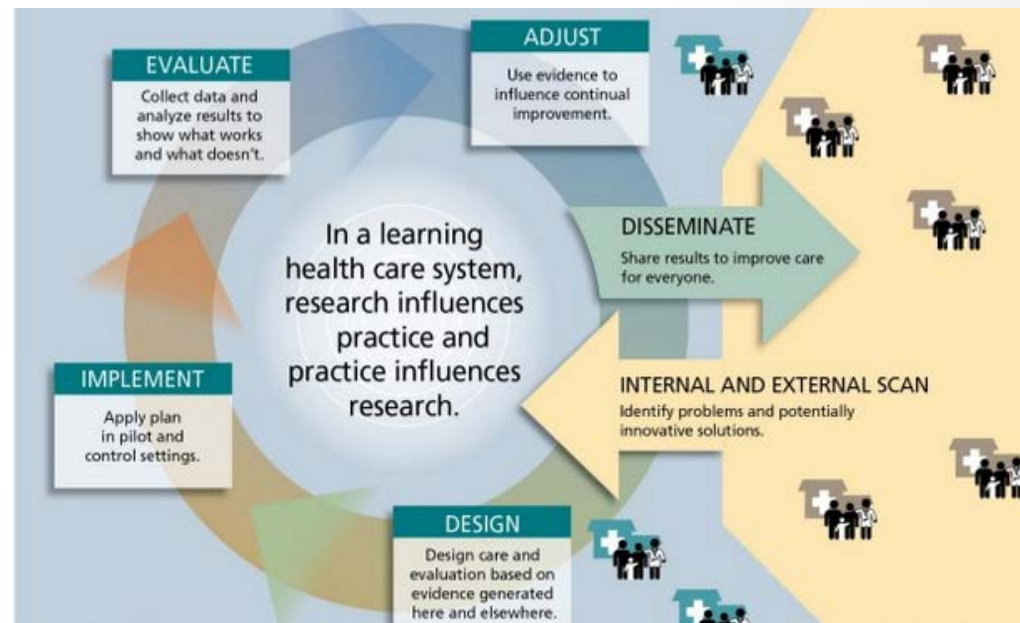 EVALUATE
Collect data and
analyze results to
show what works
and what doesn't.
ADJUST
Use evidence to
influence continual
improvement.
In a learning
health care system,
research influences
practice and
practice influences
research.
DISSEMINATE
Share results to improve care
for everyone.
INTERNAL AND EXTERNAL SCAN
Identify problems and potentially
innovative solutions.
IMPLEMENT
Apply plan
in pilot and
control settings.
DESIGN
Design care and
evaluation based on
evidence generated
here and elsewhere.